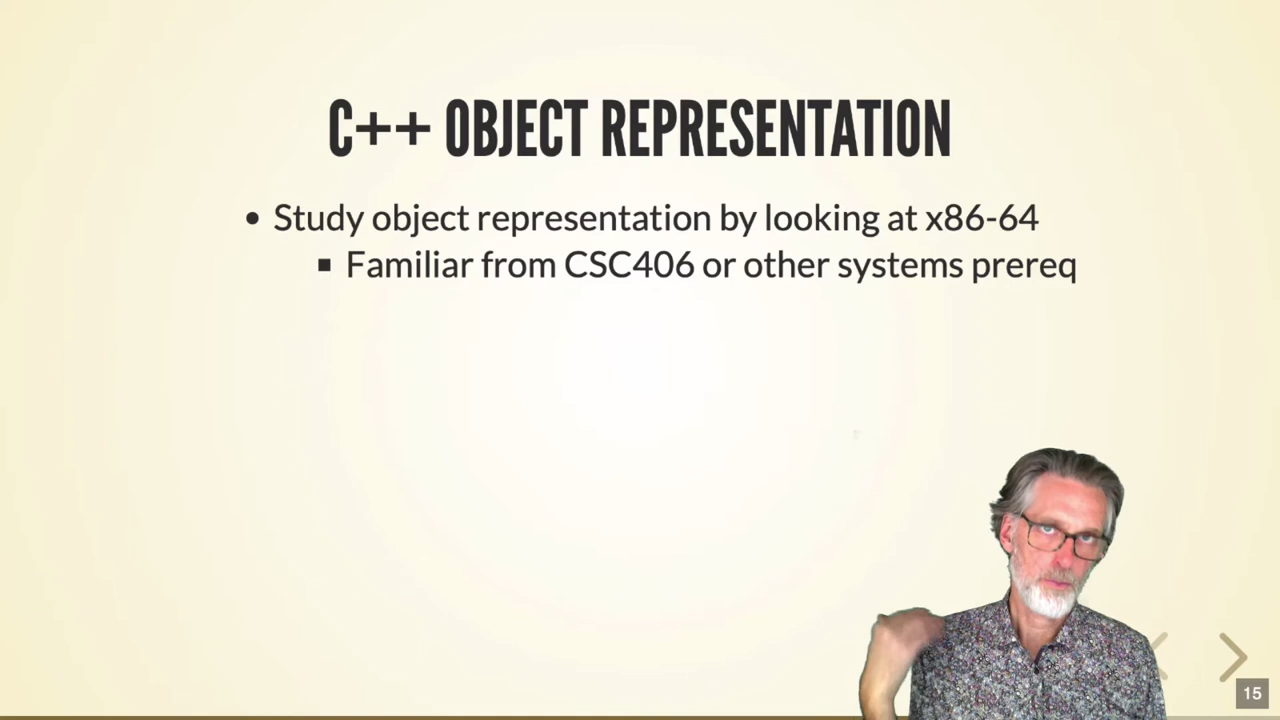 C++ OBJECT REPRESENTATION
• Study object representation by looking at x86-64
▪ Familiar from CSC406 or other systems prereq
15